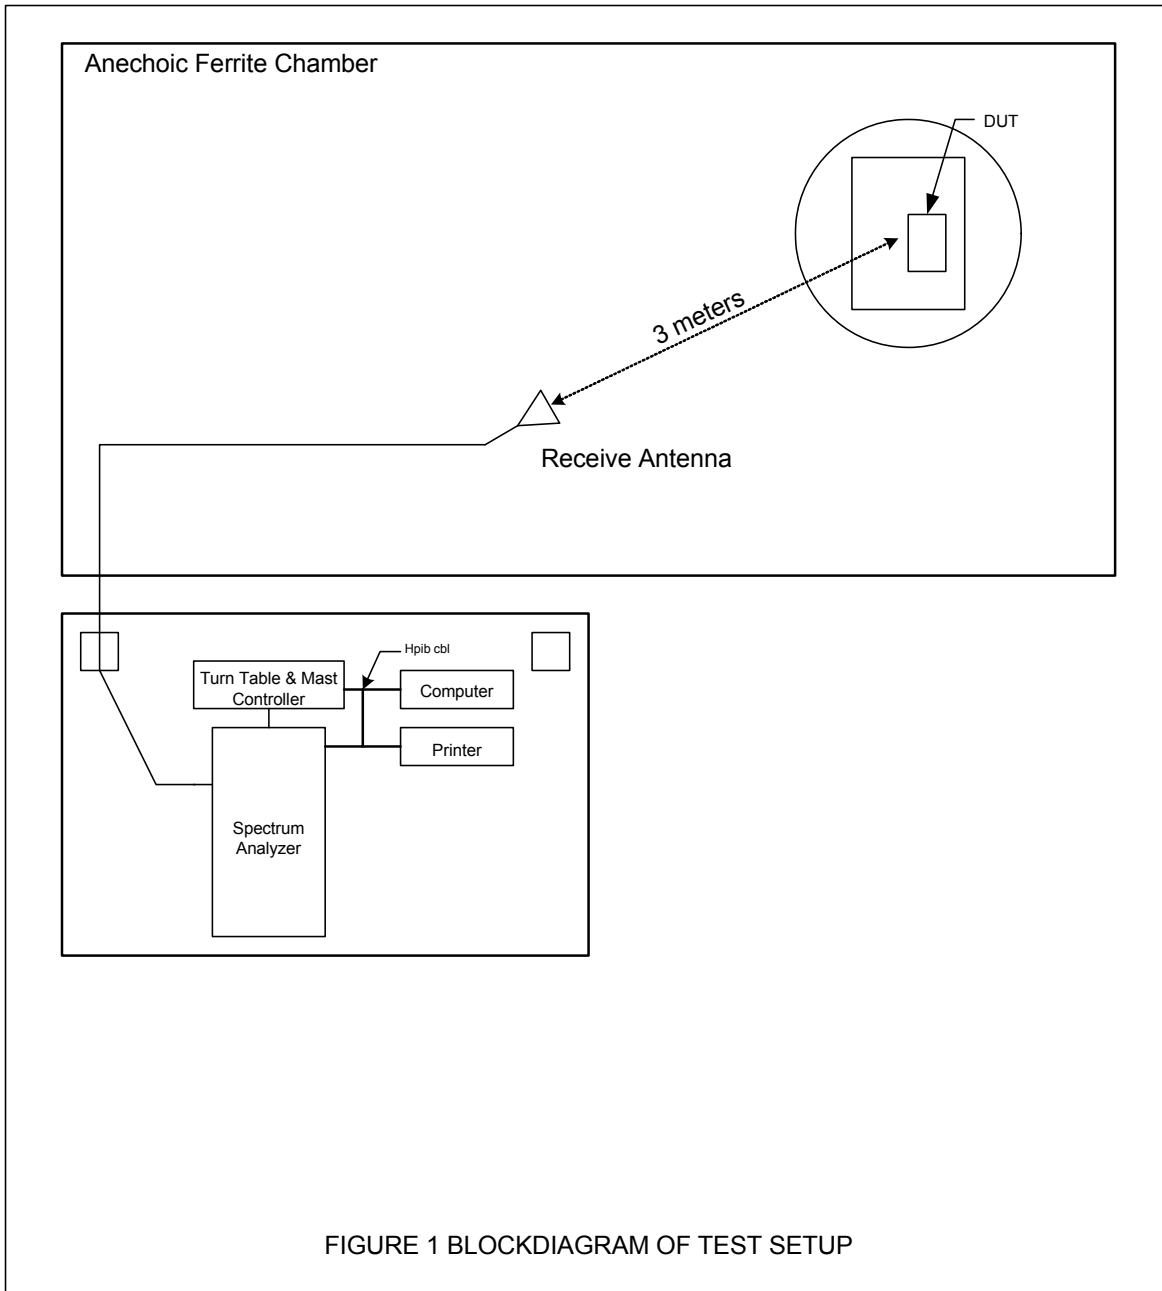 Anechoic Ferrite Chamber
DUT
3 meters
Receive Antenna
Hpib cbl
Turn Table & Mast
Controller
Computer
Printer
Spectrum
Analyzer
FIGURE 1 BLOCKDIAGRAM OF TEST SETUP